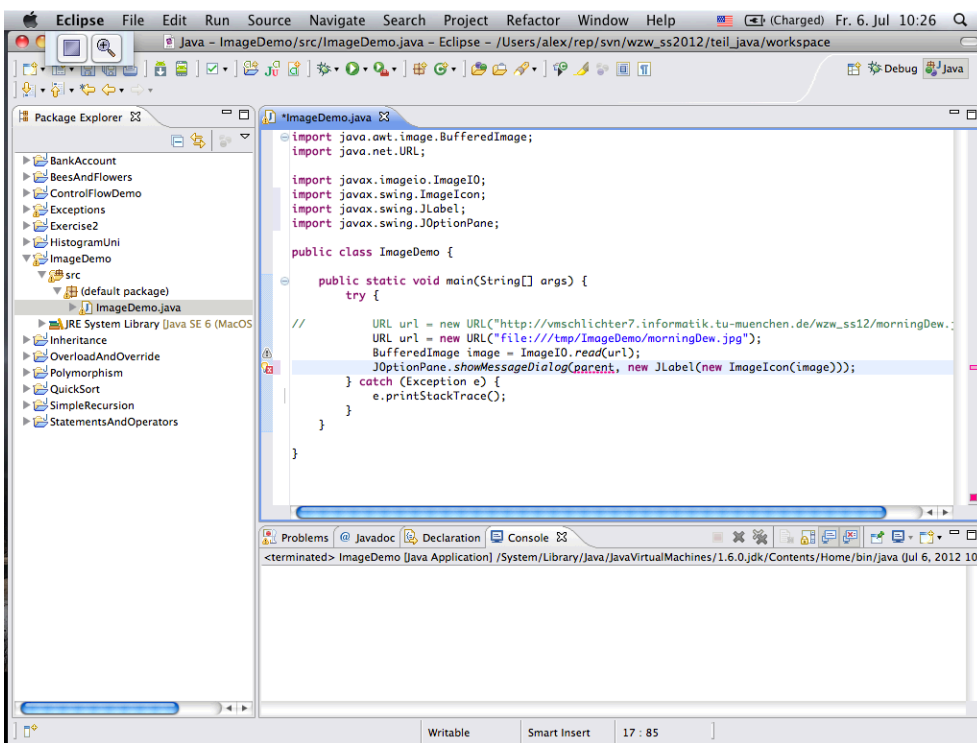 Eclipse File Edit Run Source Navigate Search Project Refactor Window Help (Charged) Fr. 6. Jul 10:26
Java – ImageDemo/src/ImageDemo.java – Eclipse – /Users/alex/rep/svn/wzw_ss2012/teil_java/workspace
Debug Java
Package Explorer
BankAccount
BeesAndFlowers
ControlFlowDemo
Exceptions
Exercise2
HistogramUni
ImageDemo
src
(default package)
ImageDemo.java
JRE System Library [Java SE 6 (MacOS
Inheritance
OverloadAndOverride
Polymorphism
QuickSort
SimpleRecursion
StatementsAndOperators
*ImageDemo.java
import java.awt.image.BufferedImage;
import java.net.URL;
import javax.imageio.ImageIO;
import javax.swing.ImageIcon;
import javax.swing.JLabel;
import javax.swing.JOptionPane;
public class ImageDemo {
public static void main(String[] args) {
try {
// URL url = new URL("http://vmschlichter7.informatik.tu-muenchen.de/wzw_ss12/morningDew.j
URL url = new URL("file:///tmp/ImageDemo/morningDew.jpg");
BufferedImage image = ImageIO.read(url);
JOptionPane.showMessageDialog(parent, new JLabel(new ImageIcon(image)));
} catch (Exception e) {
e.printStackTrace();
}
}
}
Problems @ Javadoc Declaration Console
<terminated> ImageDemo [Java Application] /System/Library/Java/JavaVirtualMachines/1.6.0.jdk/Contents/Home/bin/java (Jul 6, 2012 10
Writable Smart Insert 17 : 85